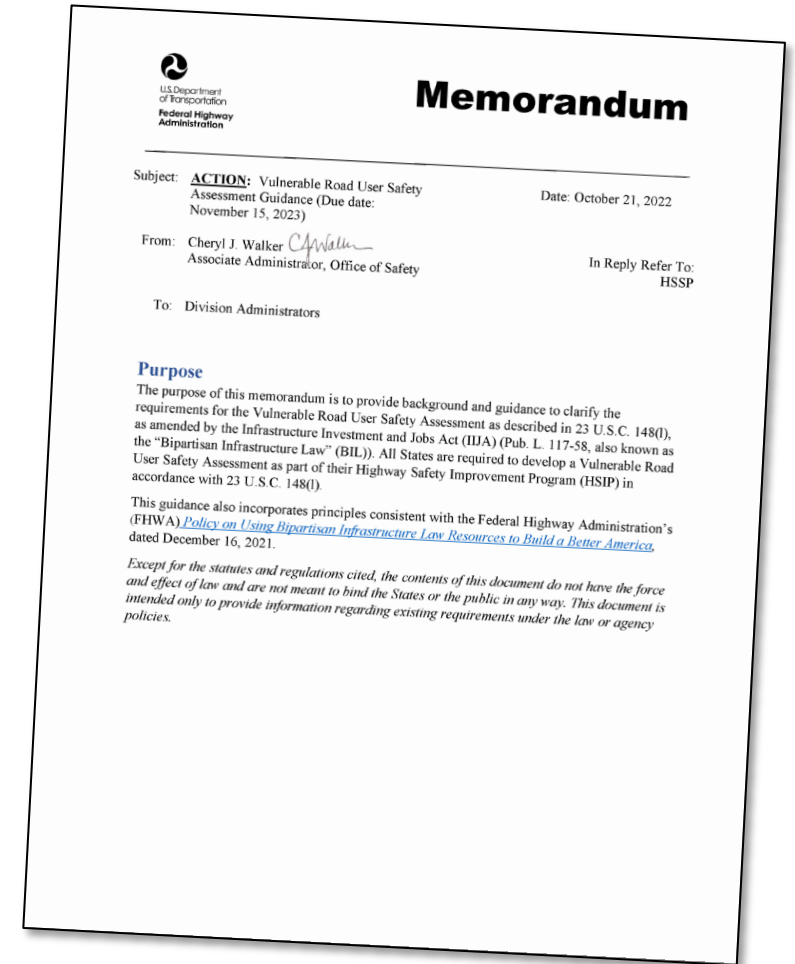 U.S. Department
of Transportation
Federal Highway
Administration
Memorandum
Subject: ACTION: Vulnerable Road User Safety
Assessment Guidance (Due date:
November 15, 2023)
Date: October 21, 2022
From: Cheryl J. Walker CJWalker
Associate Administrator, Office of Safety
In Reply Refer To:
HSSP
To: Division Administrators
Purpose
The purpose of this memorandum is to provide background and guidance to clarify the
requirements for the Vulnerable Road User Safety Assessment as described in 23 U.S.C. 148(l),
as amended by the Infrastructure Investment and Jobs Act (IIJA) (Pub. L. 117-58, also known as
the “Bipartisan Infrastructure Law” (BIL)). All States are required to develop a Vulnerable Road
User Safety Assessment as part of their Highway Safety Improvement Program (HSIP) in
accordance with 23 U.S.C. 148(l).
This guidance also incorporates principles consistent with the Federal Highway Administration’s
(FHWA) Policy on Using Bipartisan Infrastructure Law Resources to Build a Better America,
dated December 16, 2021.
Except for the statutes and regulations cited, the contents of this document do not have the force
and effect of law and are not meant to bind the States or the public in any way. This document is
intended only to provide information regarding existing requirements under the law or agency
policies.